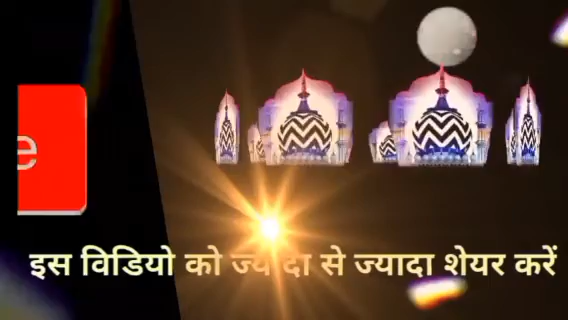 e
इस विडियो को ज्यादा से ज्यादा शेयर करें